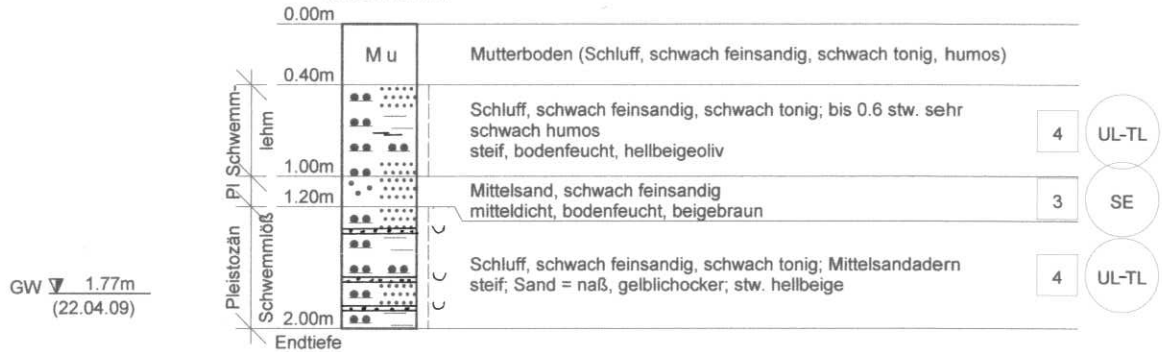 0.00m
M u
Mutterboden (Schluff, schwach feinsandig, schwach tonig, humos)
0.40m
Pl Schwemm-
lehm
Schluff, schwach feinsandig, schwach tonig; bis 0.6 stw. sehr
schwach humos
steif, bodenfeucht, hellbeigeoliv
4
UL-TL
1.00m
Mittelsand, schwach feinsandig
mitteldicht, bodenfeucht, beigebraun
3
SE
1.20m
Pleistozän
Schwemmlöß
Schluff, schwach feinsandig, schwach tonig; Mittelsandadern
steif; Sand = naß, gelblichocker; stw. hellbeige
4
UL-TL
GW 1.77m
(22.04.09)
2.00m
Endtiefe